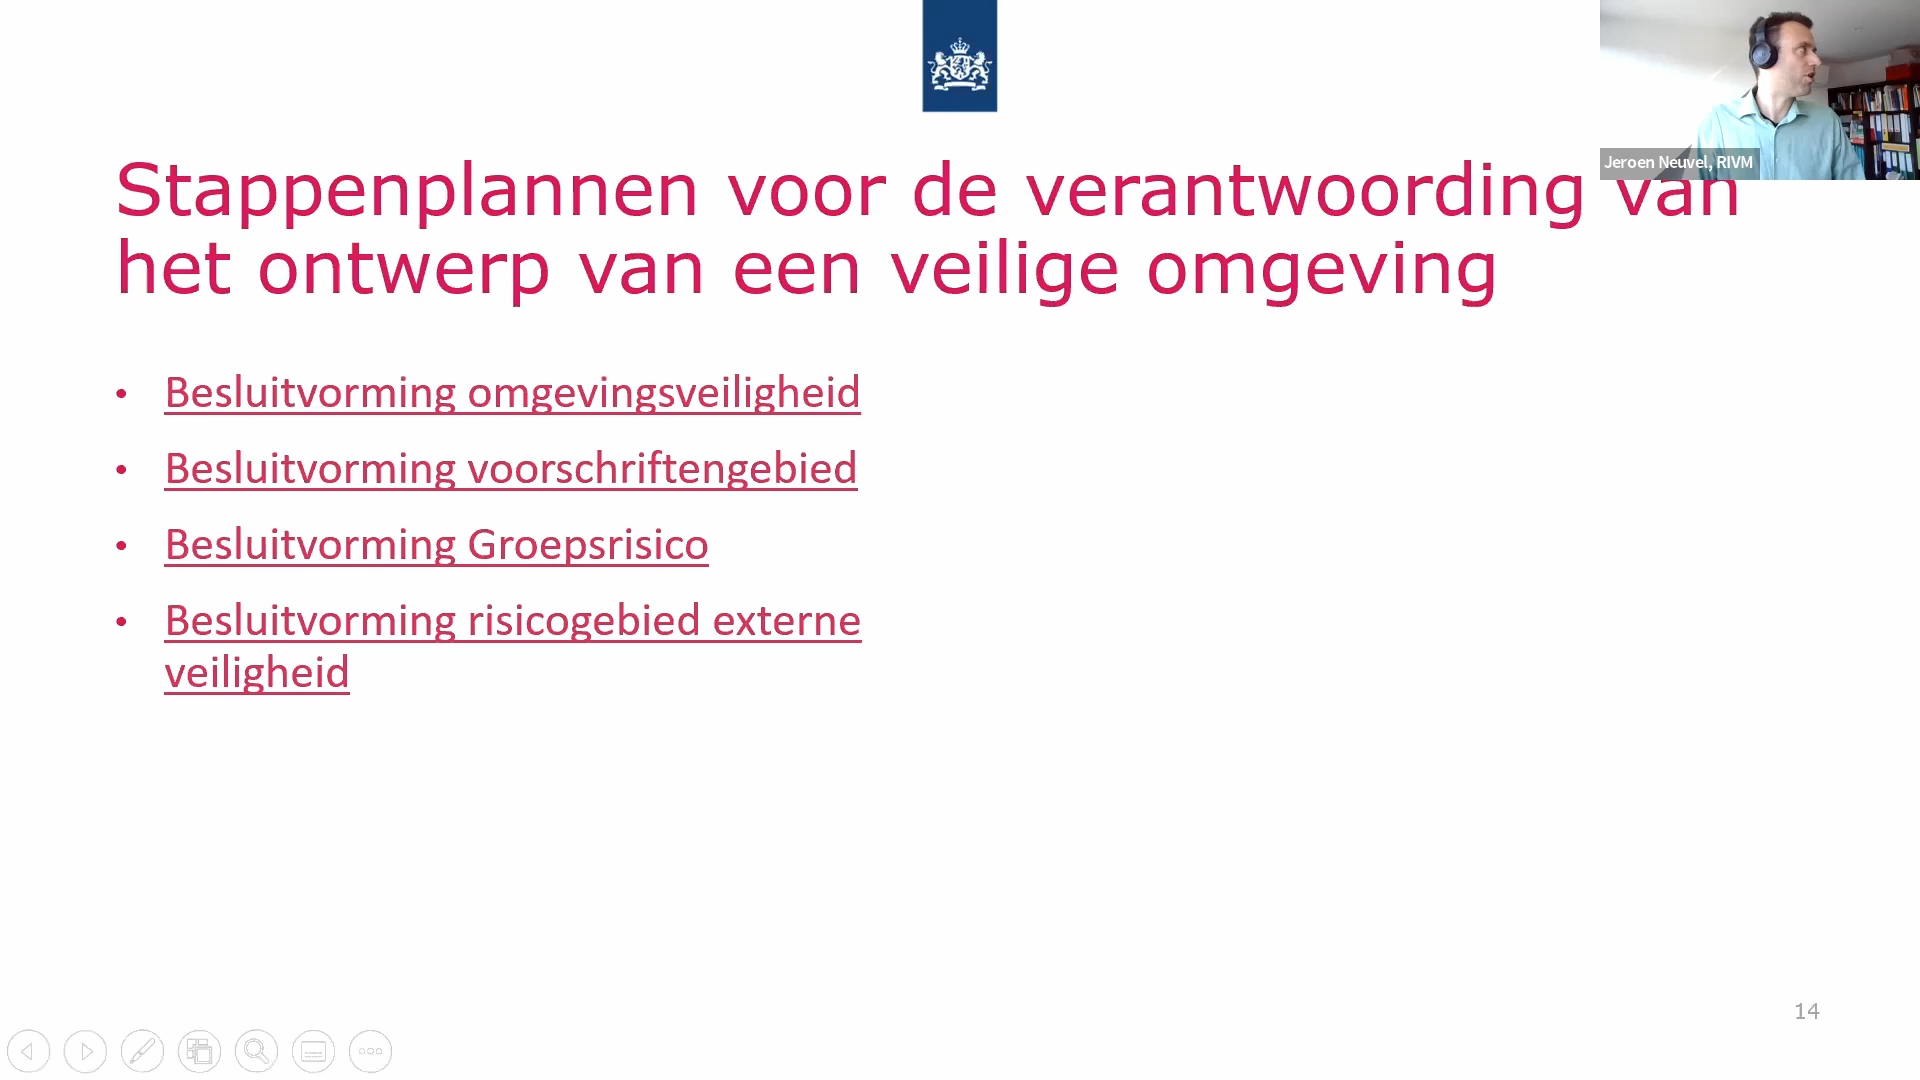 Jeroen Neuvel, RIVM
Stappenplannen voor de verantwoording van
het ontwerp van een veilige omgeving
• Besluitvorming omgevingsveiligheid
• Besluitvorming voorschriftengebied
• Besluitvorming Groepsrisico
• Besluitvorming risicogebied externe
veiligheid
14